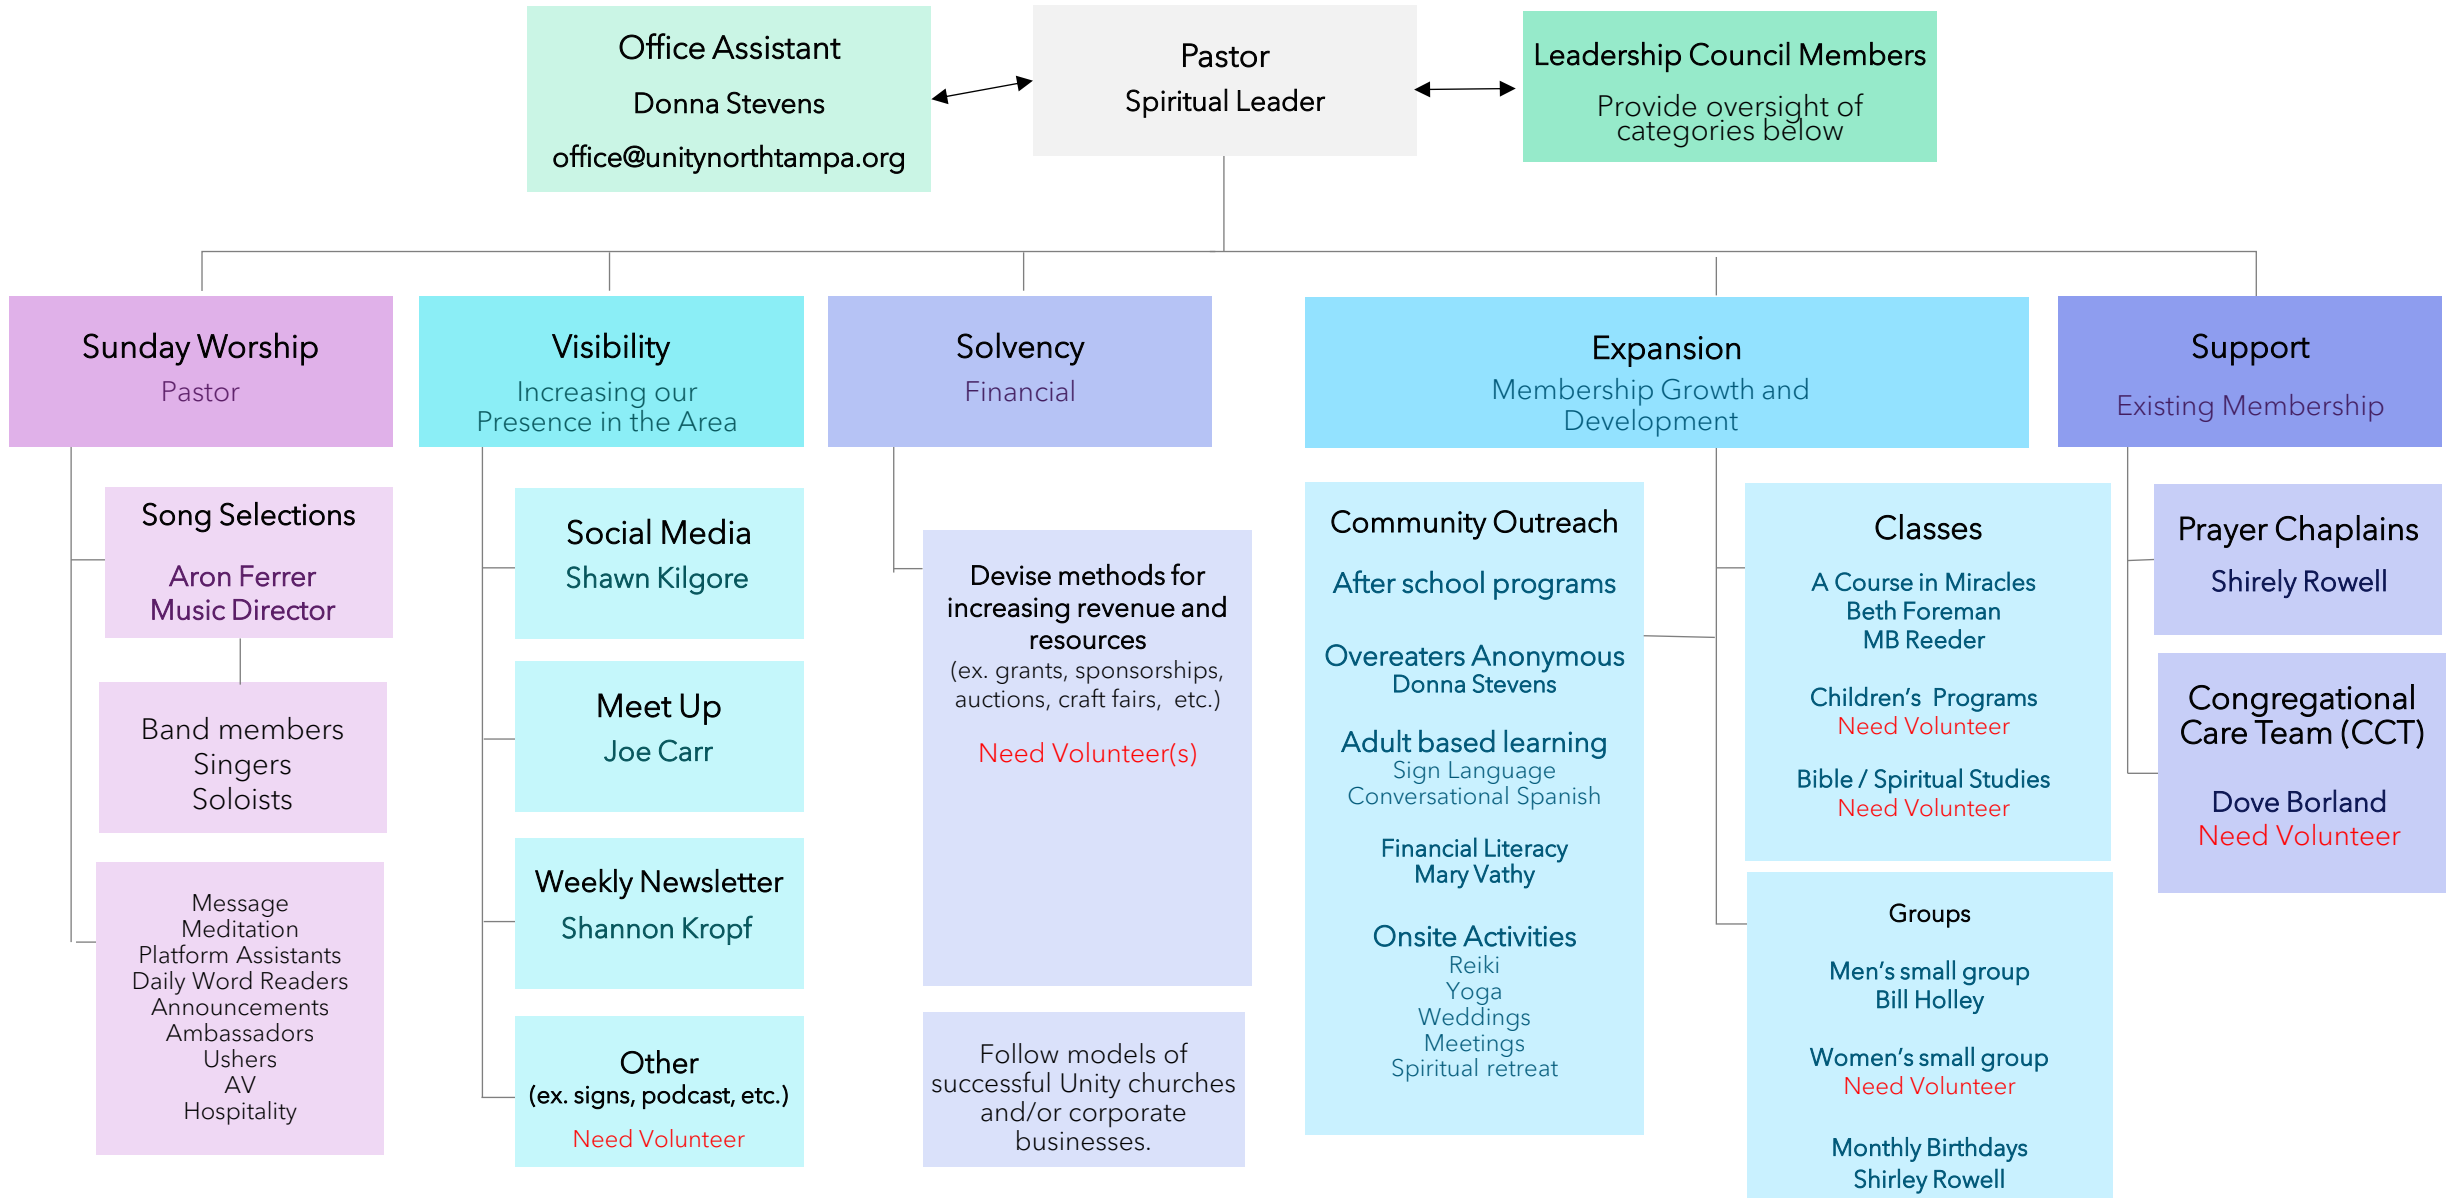 Office Assistant
Donna Stevens
office@unitynorthtampa.org
Pastor
Spiritual Leader
Leadership Council Members
Provide oversight of
categories below
Sunday Worship
Pastor
Song Selections
Aron Ferrer
Music Director
Band members
Singers
Soloists
Message
Meditation
Platform Assistants
Daily Word Readers
Announcements
Ambassadors
Ushers
AV
Hospitality
Visibility
Increasing our
Presence in the Area
Social Media
Shawn Kilgore
Meet Up
Joe Carr
Weekly Newsletter
Shannon Kropf
Other
(ex. signs, podcast, etc.)
Need Volunteer
Solvency
Financial
Devise methods for
increasing revenue and
resources
(ex. grants, sponsorships,
auctions, craft fairs,  etc.)
Need Volunteer(s)
Follow models of
successful Unity churches
and/or corporate
businesses.
Expansion
Membership Growth and
Development
Community Outreach
After school programs
Overeaters Anonymous
Donna Stevens
Adult based learning
Sign Language
Conversational Spanish
Financial Literacy
Mary Vathy
Onsite Activities
Reiki
Yoga
Weddings
Meetings
Spiritual retreat
Classes
A Course in Miracles
Beth Foreman
MB Reeder
Children’s  Programs
Need Volunteer
Bible / Spiritual Studies
Need Volunteer
Groups
Men’s small group
Bill Holley
Women’s small group
Need Volunteer
Monthly Birthdays
Shirley Rowell
Support
Existing Membership
Prayer Chaplains
Shirely Rowell
Congregational
Care Team (CCT)
Dove Borland
Need Volunteer